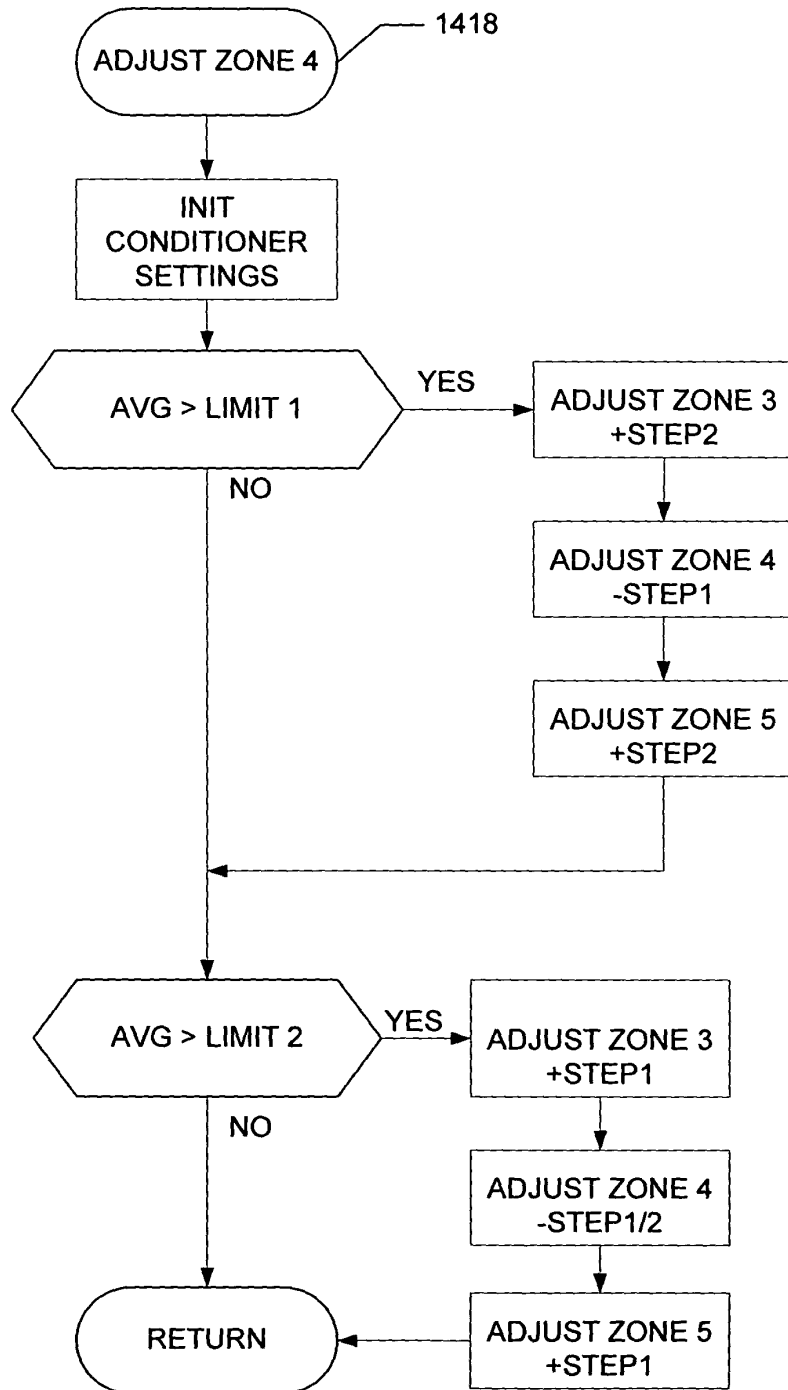 ADJUST ZONE 4
1418
INIT
CONDITIONER
SETTINGS
AVG > LIMIT 1
YES
NO
ADJUST ZONE 3
+STEP2
ADJUST ZONE 4
-STEP1
ADJUST ZONE 5
+STEP2
AVG > LIMIT 2
YES
NO
ADJUST ZONE 3
+STEP1
ADJUST ZONE 4
-STEP1/2
ADJUST ZONE 5
+STEP1
RETURN